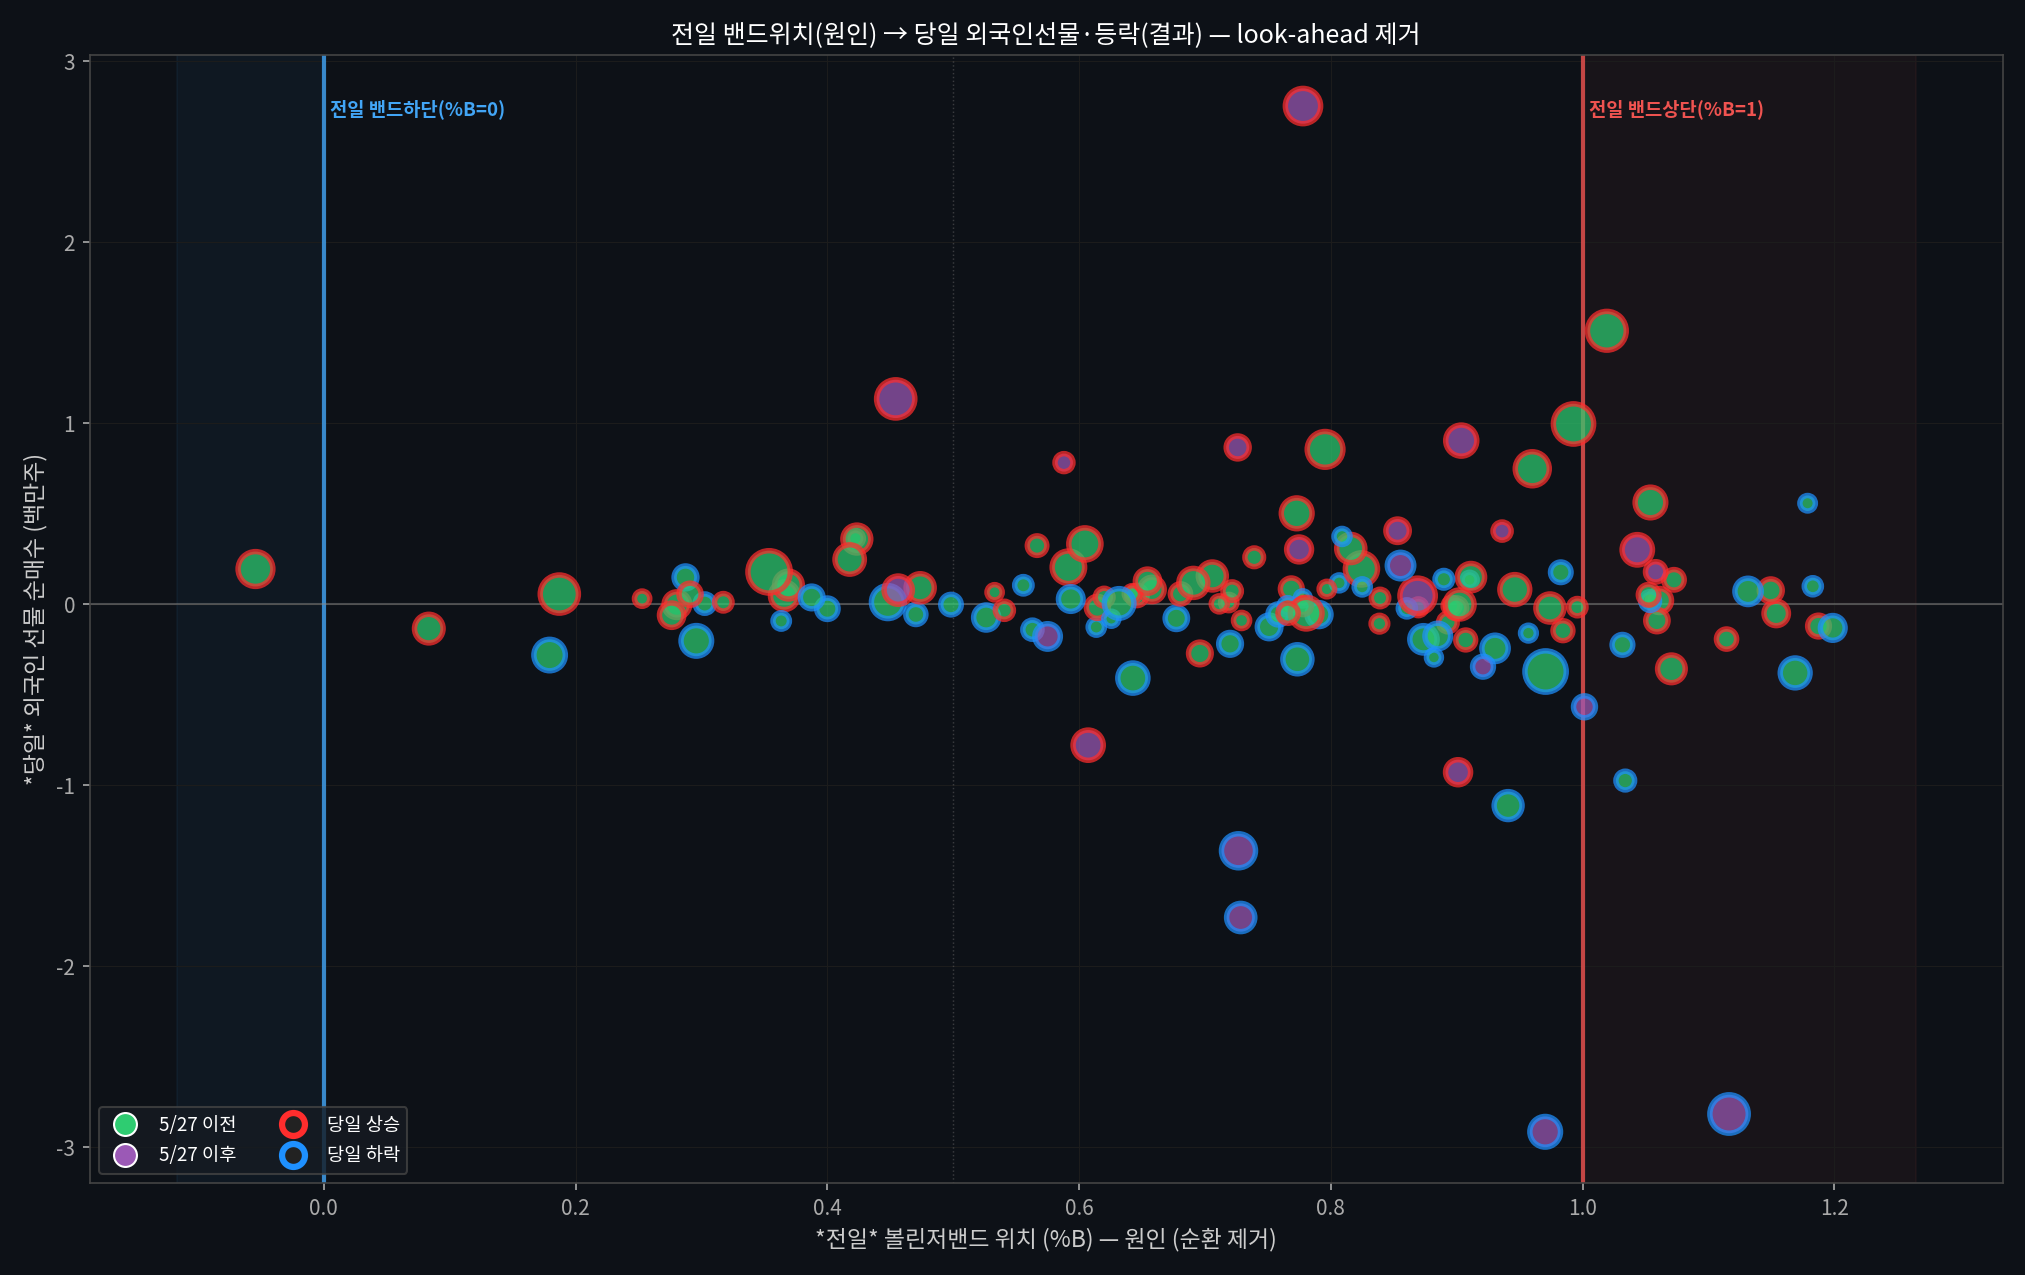 전일 밴드위치(원인) → 당일 외국인선물·등락(결과) — look-ahead 제거
전일 밴드하단(%B=0)
전일 밴드상단(%B=1)
*당일* 외국인 선물 순매수 (백만주)
3
2
1
0
-1
-2
-3
5/27 이전
5/27 이후
당일 상승
당일 하락
0.0
0.2
0.4
0.6
0.8
1.0
1.2
*전일* 볼린저밴드 위치 (%B) — 원인 (순환 제거)